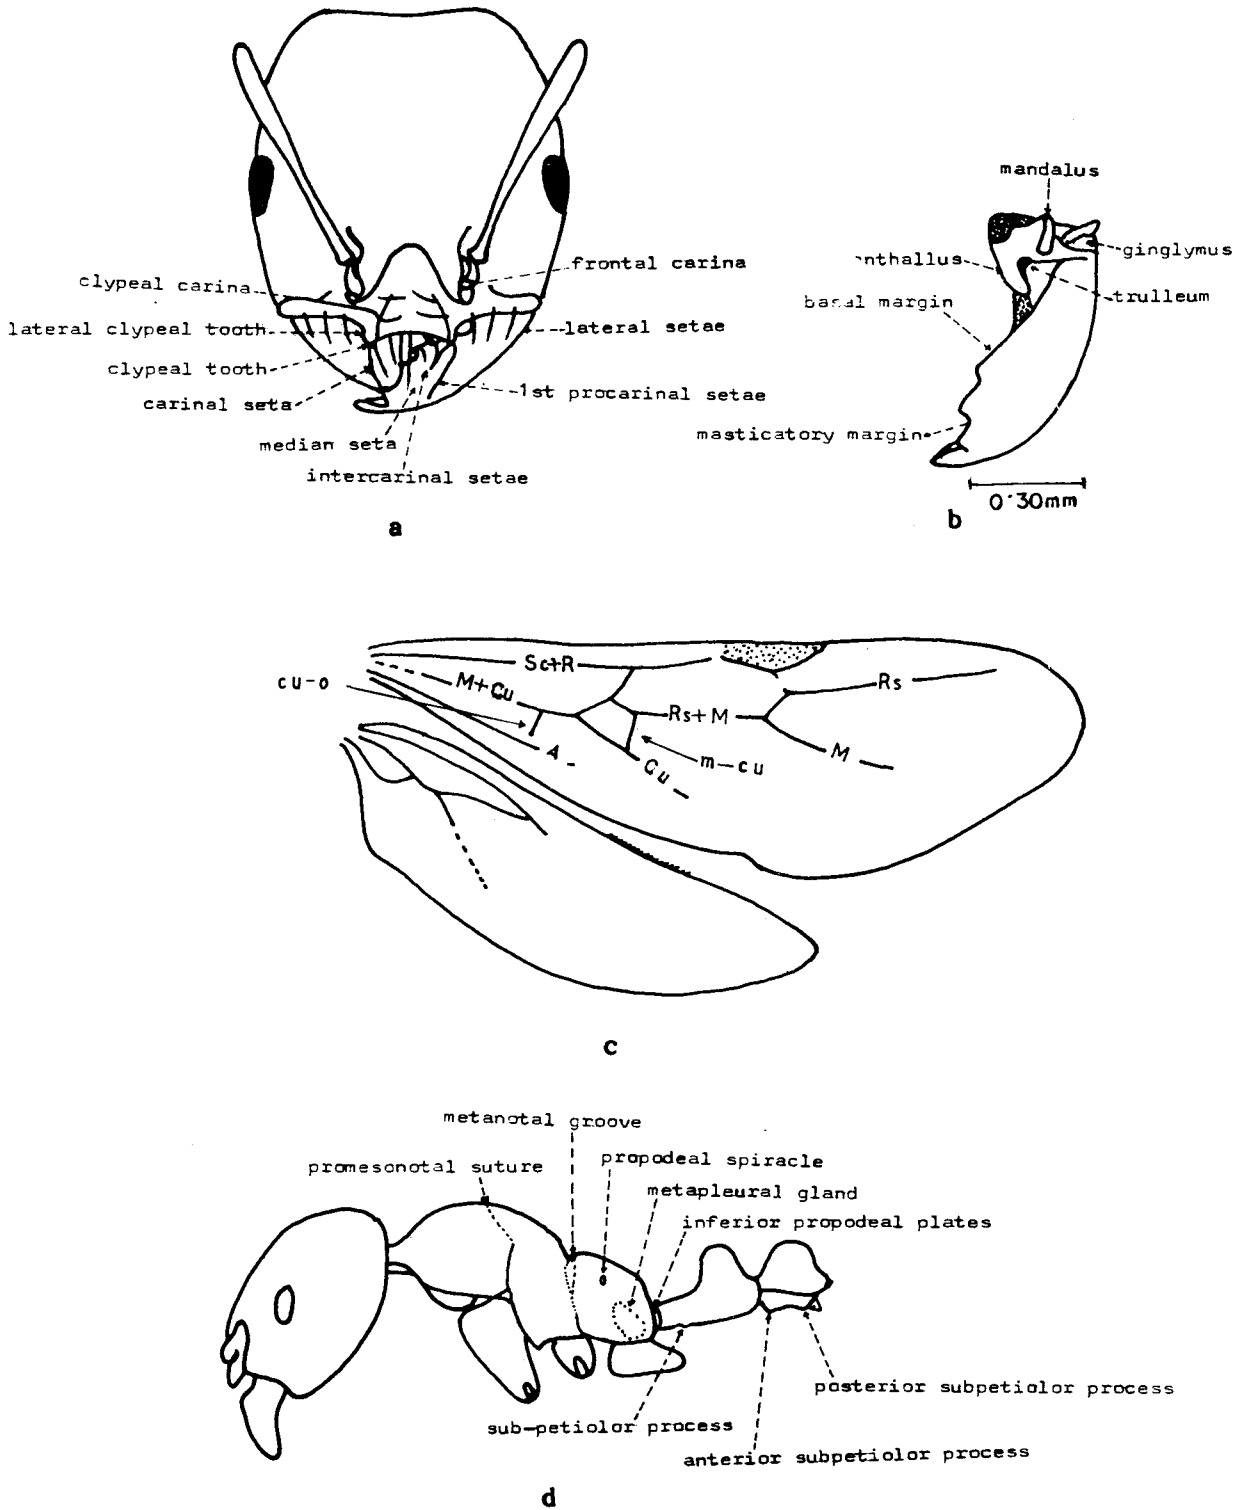 frontal carina
clypeal carina
lateral clypeal tooth
lateral setae
clypeal tooth
carinal seta
1st procarinal setae
median seta
intercarinal setae
a
mandalus
ginglymus
nthallus
trulleum
basal margin
masticatory margin
0·30mm
b
Sc+R
M+Cu
cu-a
Rs
Rs+M
M
m-cu
A
Cu
c
metanotal groove
promesonotal suture
propodeal spiracle
metapleural gland
inferior propodeal plates
posterior subpetiolor process
sub-petiolor process
anterior subpetiolor process
d